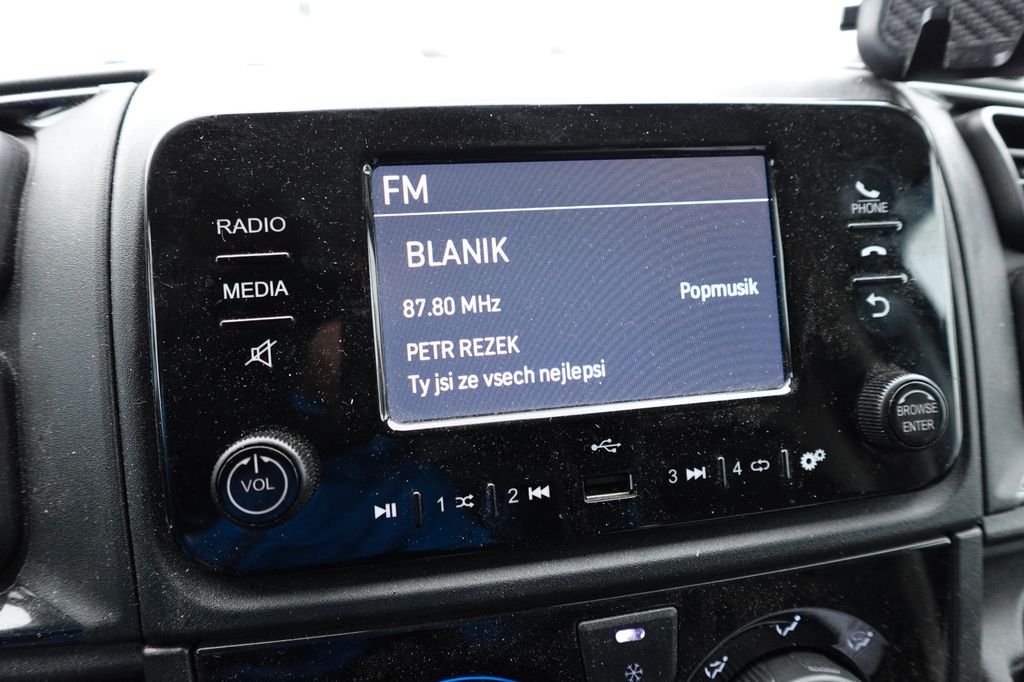 FM
BLANIK
87.80 MHz
Popmusik
PETR REZEK
Ty jsi ze vsech nejlepsi
RADIO
MEDIA
VOL
1
2
3
4
PHONE
BROWSE
ENTER